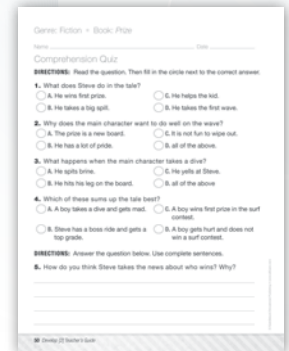 Genre: Fiction • Book: Prize
Name Date
Comprehension Quiz
DIRECTIONS: Read the question. Then fill in the circle next to the correct answer.
1. What does Steve do in the tale?
A. He wins first prize. C. He helps the kid.
B. He takes a big spill. D. He takes the first wave.
2. Why does the main character want to do well on the wave?
A. The prize is a new board. C. It is not fun to wipe out.
B. He has a lot of pride. D. all of the above.
3. What happens when the main character takes a dive?
A. He spits brine. C. He yells at Steve.
B. He hits his leg on the board. D. all of the above
4. Which of these sums up the tale best?
A. A boy takes a dive and gets mad. C. A boy wins first prize in the surf
contest.
B. Steve has a boss ride and gets a D. A boy gets hurt and does not
top grade. win a surf contest.
DIRECTIONS: Answer the question below. Use complete sentences.
5. How do you think Steve takes the news about who wins? Why?
Teacher's Guide